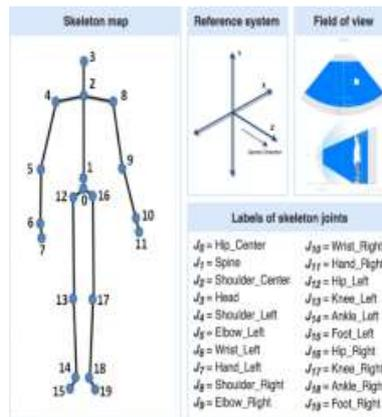 Skeleton map
3
2
4
8
5
9
1
12
0
16
6
7
10
11
13
17
14
18
15
19
Reference system
Y
X
Z
Field of view
Labels of skeleton joints
J0 = Hip_Center
J1 = Spine
J2 = Shoulder_Center
J3 = Head
J4 = Shoulder_Left
J5 = Elbow_Left
J6 = Wrist_Left
J7 = Hand_Left
J8 = Shoulder_Right
J9 = Elbow_Right
J10 = Wrist_Right
J11 = Hand_Right
J12 = Hip_Left
J13 = Knee_Left
J14 = Ankle_Left
J15 = Foot_Left
J16 = Hip_Right
J17 = Knee_Right
J18 = Ankle_Right
J19 = Foot_Right